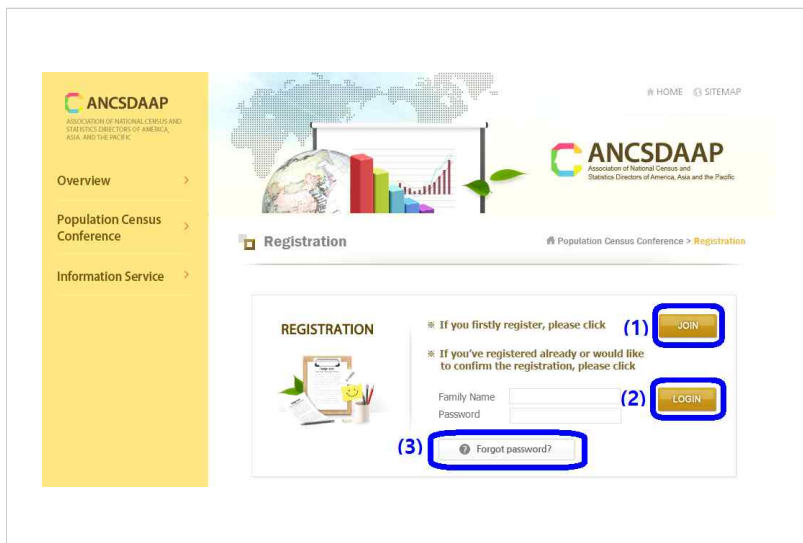 ANCSDAAP
ASSOCIATION OF NATIONAL CENSUS AND
STATISTICS DIRECTORS OF AMERICA,
ASIA AND THE PACIFIC
Overview
Population Census
Conference
Information Service
HOME SITEMAP
ANCSDAAP
Association of National Census and
Statistics Directors of America, Asia and the Pacific
Registration
Population Census Conference > Registration
REGISTRATION
※ If you firstly register, please click (1) JOIN
※ If you've registered already or would like
to confirm the registration, please click
Family Name
Password
(2) LOGIN
(3) ? Forgot password?